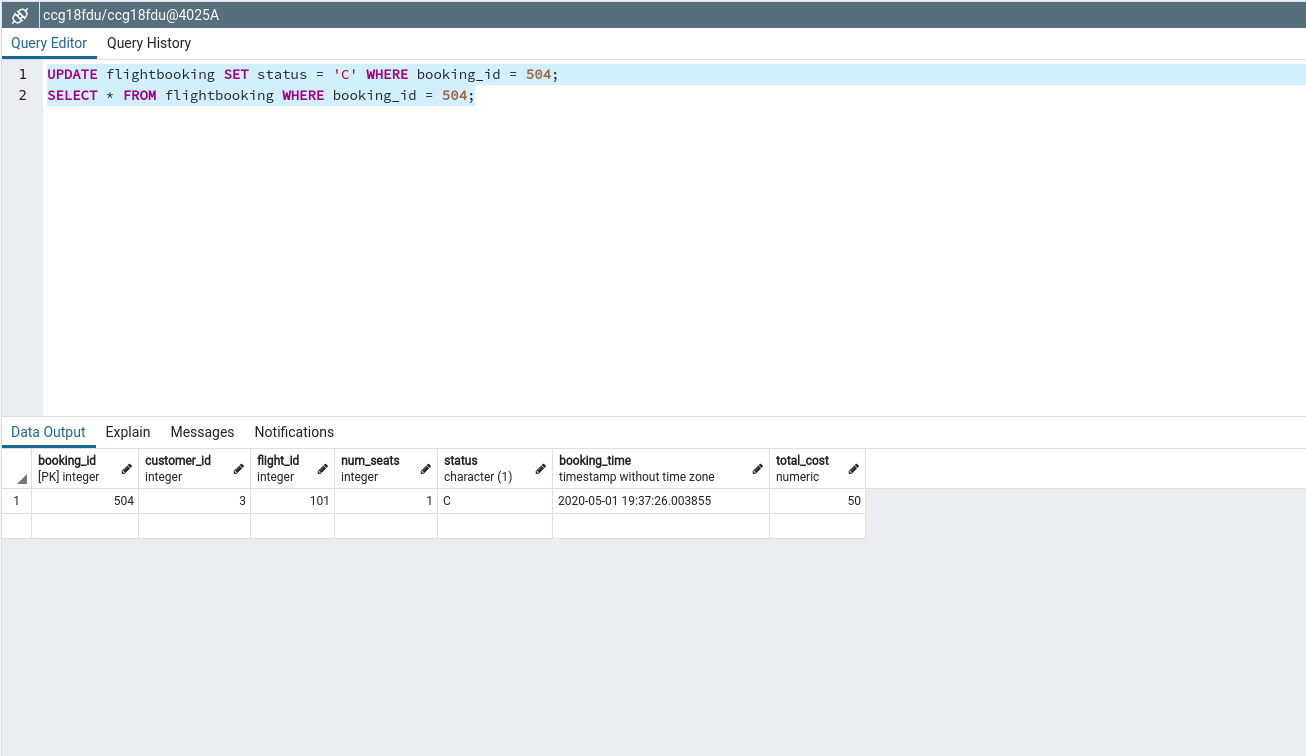 ccg18fdu/ccg18fdu@4025A
Query Editor Query History
1 UPDATE flightbooking SET status = 'C' WHERE booking_id = 504;
2 SELECT * FROM flightbooking WHERE booking_id = 504;
Data Output Explain Messages Notifications
booking_id customer_id flight_id num_seats status booking_time total_cost
[PK] integer integer integer integer character (1) timestamp without time zone numeric
1 504 3 101 1 C 2020-05-01 19:37:26.003855 50